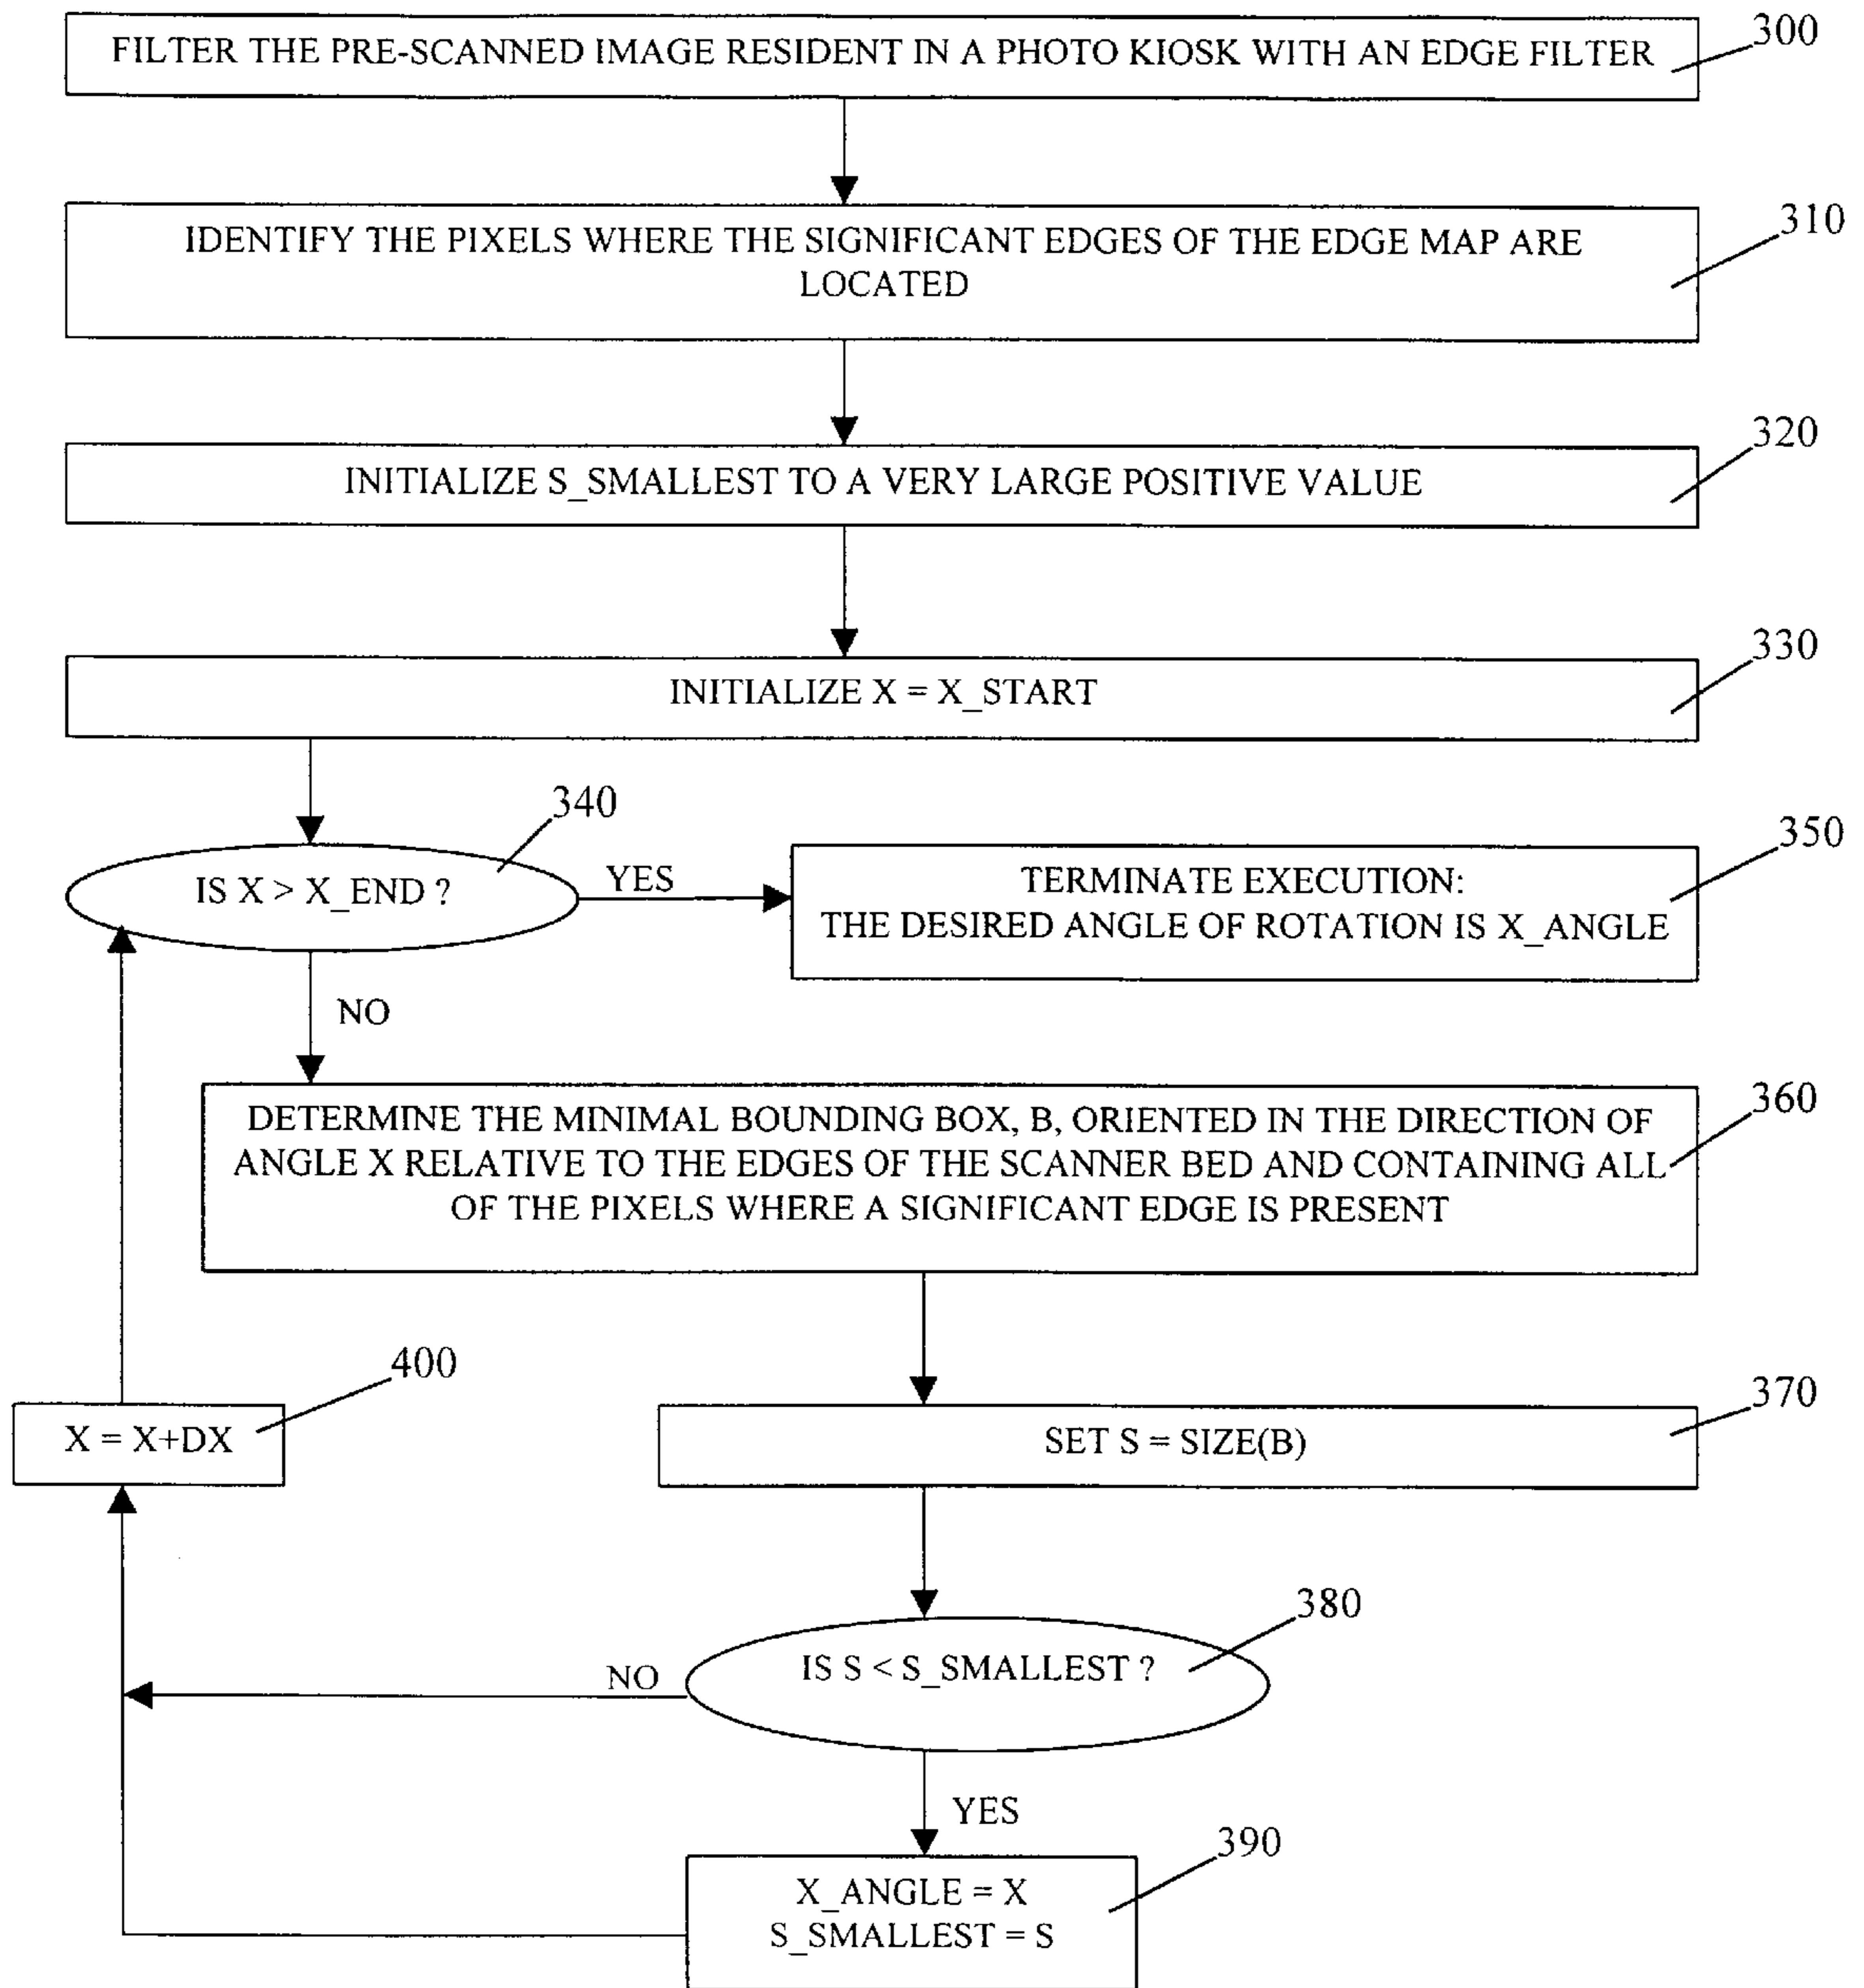 FILTER THE PRE-SCANNED IMAGE RESIDENT IN A PHOTO KIOSK WITH AN EDGE FILTER
300
IDENTIFY THE PIXELS WHERE THE SIGNIFICANT EDGES OF THE EDGE MAP ARE
LOCATED
310
INITIALIZE S_SMALLEST TO A VERY LARGE POSITIVE VALUE
320
INITIALIZE X = X_START
330
IS X > X_END ?
340
YES
TERMINATE EXECUTION:
THE DESIRED ANGLE OF ROTATION IS X_ANGLE
350
NO
DETERMINE THE MINIMAL BOUNDING BOX, B, ORIENTED IN THE DIRECTION OF
ANGLE X RELATIVE TO THE EDGES OF THE SCANNER BED AND CONTAINING ALL
OF THE PIXELS WHERE A SIGNIFICANT EDGE IS PRESENT
360
X = X+DX
400
SET S = SIZE(B)
370
IS S < S_SMALLEST ?
380
NO
YES
X_ANGLE = X
S_SMALLEST = S
390